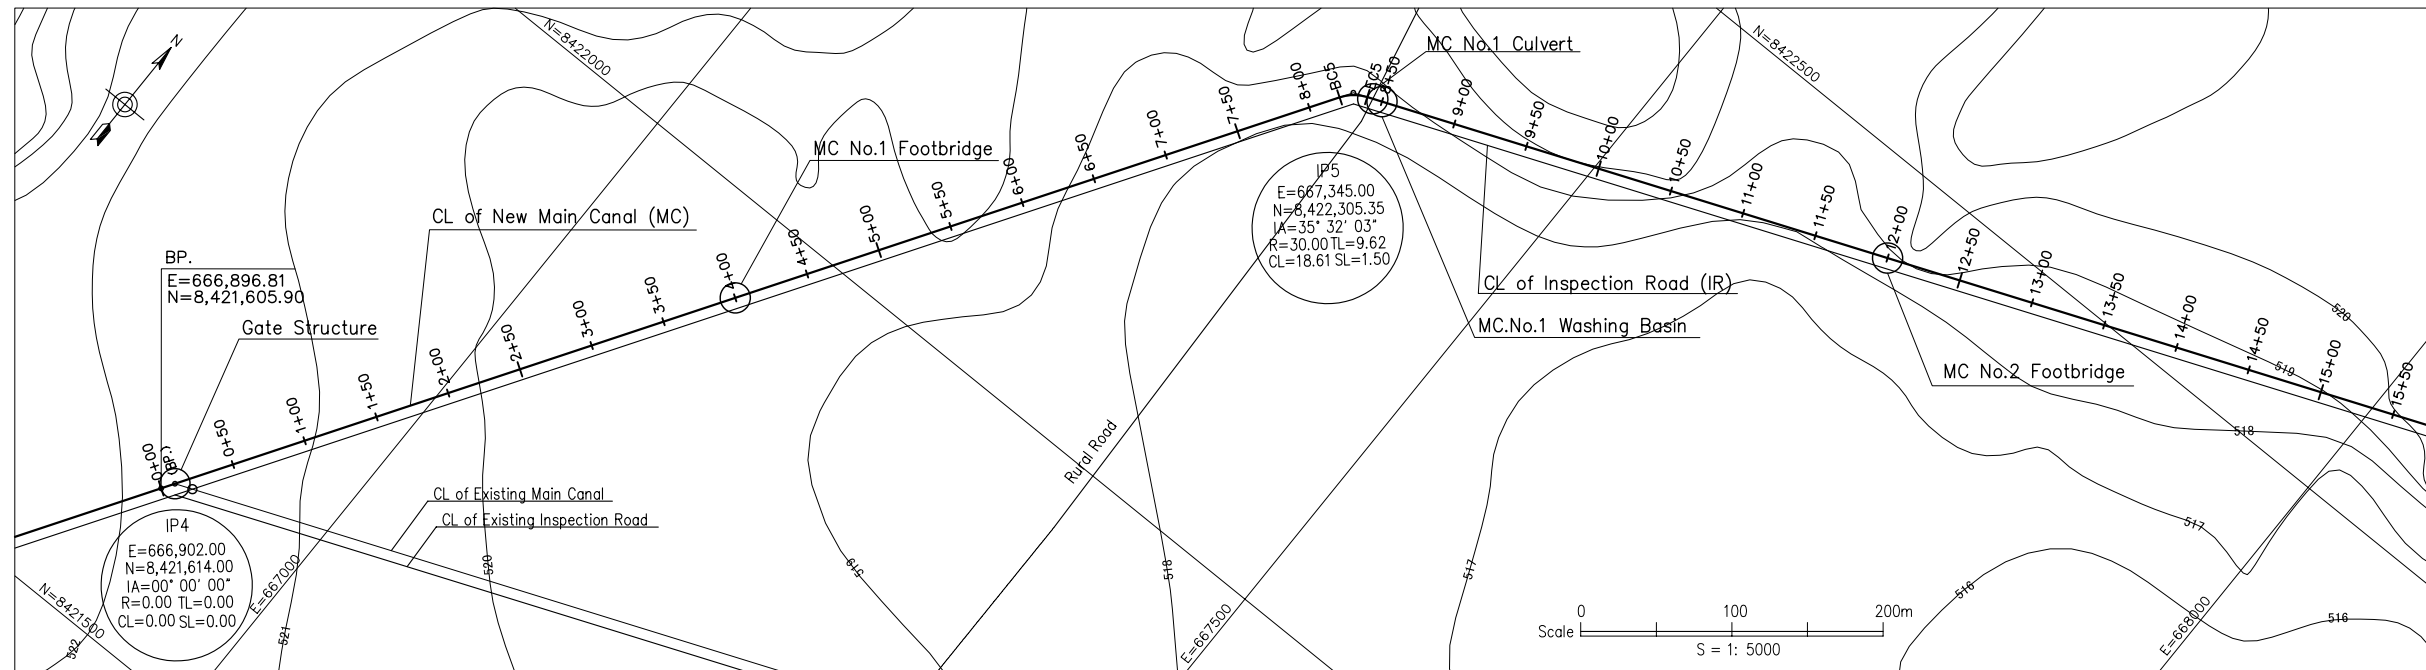 N
N=8422000
MC No.1 Culvert
N=8422500
MC No.1 Footbridge
CL of New Main Canal (MC)
BP.
E=666,896.81
N=8,421,605.90
Gate Structure
0+00
(BP.)
0+50
1+00
1+50
2+00
2+50
3+00
3+50
4+00
4+50
5+00
5+50
6+00
6+50
7+00
7+50
8+00
BC5
EC5
8+50
9+00
9+50
10+00
10+50
11+00
11+50
12+00
12+50
13+00
13+50
14+00
14+50
15+00
15+50
IP5
E=667,345.00
N=8,422,305.35
IA=35° 32' 03"
R=30.00 TL=9.62
CL=18.61 SL=1.50
CL of Inspection Road (IR)
MC.No.1 Washing Basin
MC No.2 Footbridge
520
519
518
517
516
516
Rural Road
CL of Existing Main Canal
CL of Existing Inspection Road
IP4
E=666,902.00
N=8,421,614.00
IA=00° 00' 00"
R=0.00 TL=0.00
CL=0.00 SL=0.00
N=8421500
522
E=667000
521
520
519
518
E=667500
517
E=668000
0 100 200m
Scale
S = 1: 5000